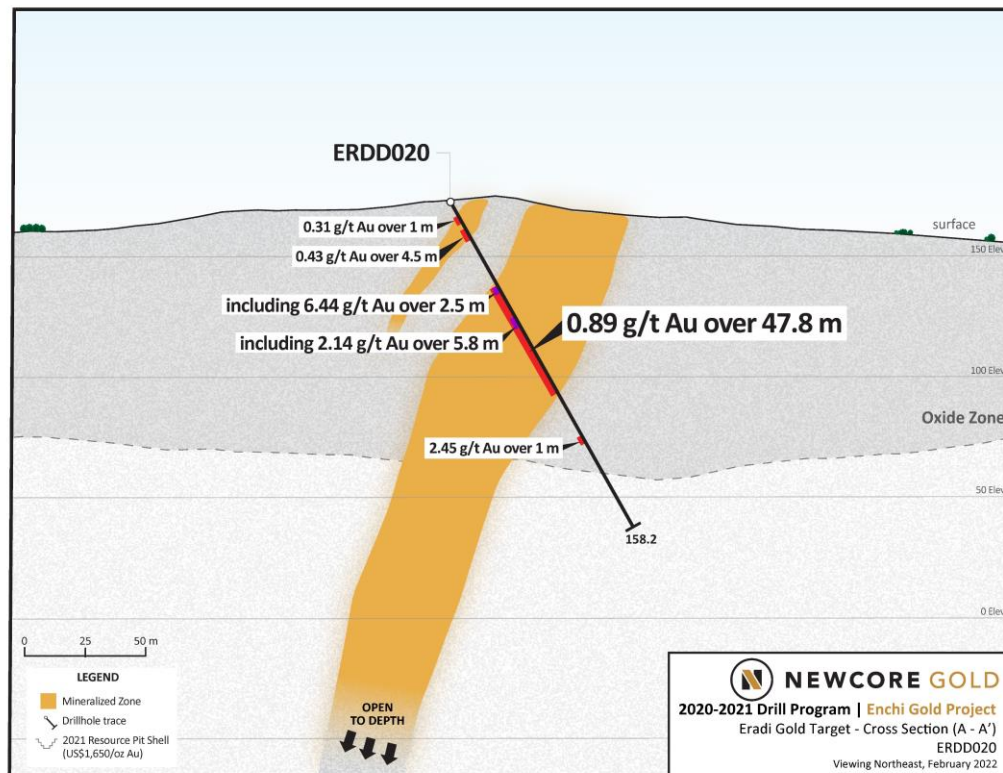 ERDD020
0.31 g/t Au over 1 m
0.43 g/t Au over 4.5 m
including 6.44 g/t Au over 2.5 m
including 2.14 g/t Au over 5.8 m
0.89 g/t Au over 47.8 m
2.45 g/t Au over 1 m
158.2
surface
150 Elev
100 Elev
Oxide Zone
50 Elev
0 Elev
0 25 50 m
LEGEND
Mineralized Zone
Drillhole trace
2021 Resource Pit Shell
(US$1,650/oz Au)
OPEN
TO DEPTH
NEWCORE GOLD
2020-2021 Drill Program | Enchi Gold Project
Eradi Gold Target - Cross Section (A - A')
ERDD020
Viewing Northeast, February 2022